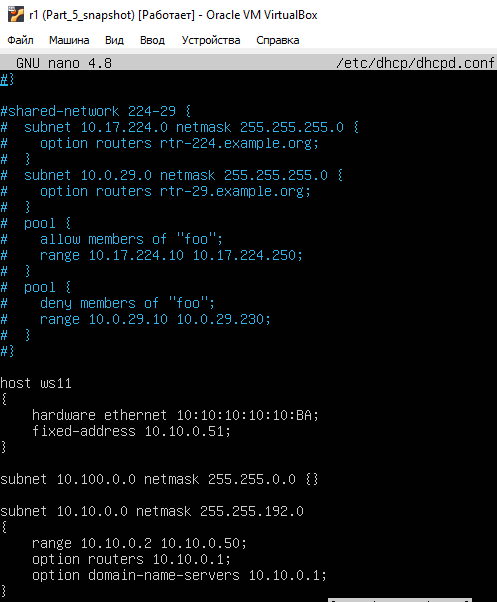 r1 (Part_5_snapshot) [Работает] - Oracle VM VirtualBox
Файл Машина Вид Ввод Устройства Справка
GNU nano 4.8 /etc/dhcp/dhcpd.conf
#}
#shared-network 224-29 {
#  subnet 10.17.224.0 netmask 255.255.255.0 {
#    option routers rtr-224.example.org;
#  }
#  subnet 10.0.29.0 netmask 255.255.255.0 {
#    option routers rtr-29.example.org;
#  }
#  pool {
#    allow members of "foo";
#    range 10.17.224.10 10.17.224.250;
#  }
#  pool {
#    deny members of "foo";
#    range 10.0.29.10 10.0.29.230;
#  }
#}
host ws11
{
    hardware ethernet 10:10:10:10:10:BA;
    fixed-address 10.10.0.51;
}
subnet 10.100.0.0 netmask 255.255.0.0 {}
subnet 10.10.0.0 netmask 255.255.192.0
{
    range 10.10.0.2 10.10.0.50;
    option routers 10.10.0.1;
    option domain-name-servers 10.10.0.1;
}